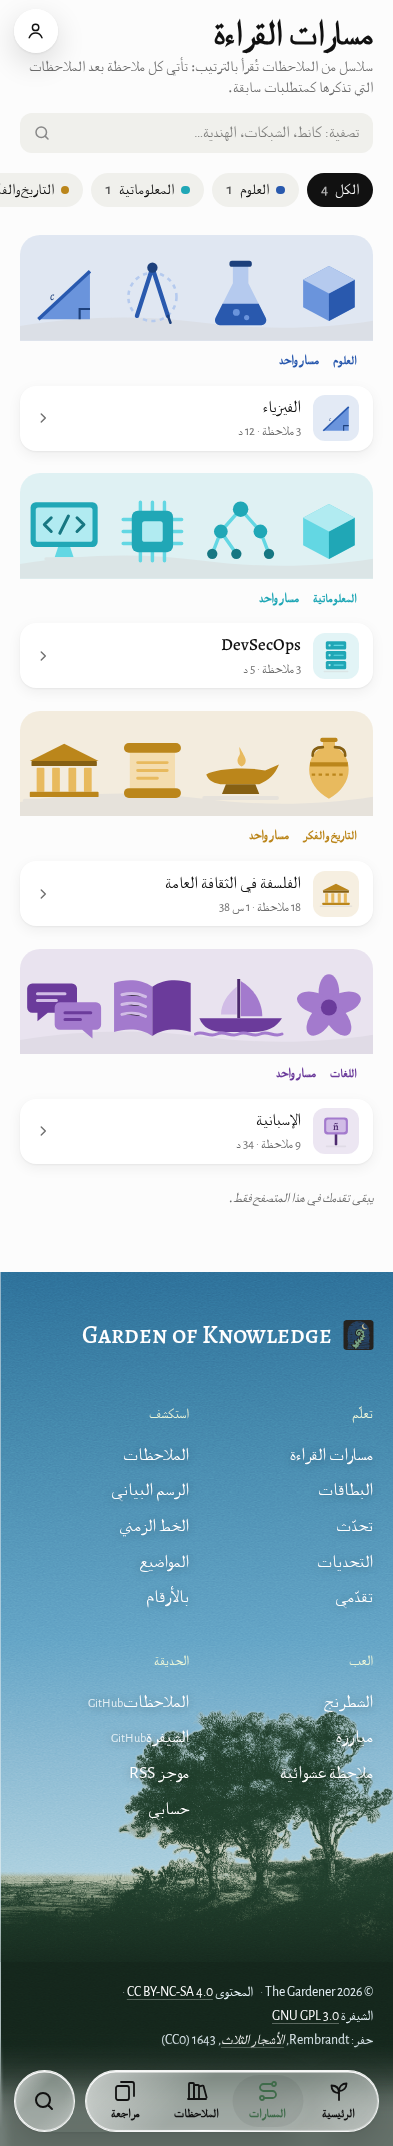 مسارات القراءة
سلاسل من الملاحظات تُقرأ بالترتيب: تأتي كل ملاحظة بعد الملاحظات
التي تذكرها كمتطلبات سابقة.
تصفية: كانط، الشبكات، الهندية...
الكل 4
العلوم 1
المعلوماتية 1
التاريخ والف
c
العلوم مسار واحد
الفيزياء
3 ملاحظة · 12 د
المعلوماتية مسار واحد
DevSecOps
3 ملاحظة · 5 د
التاريخ والفكر مسار واحد
الفلسفة في الثقافة العامة
18 ملاحظة · 1 س 38
اللغات مسار واحد
ñ
الإسبانية
9 ملاحظة · 34 د
يبقى تقدمك في هذا المتصفح فقط.
Garden of Knowledge
تعلّم
مسارات القراءة
البطاقات
تحدّث
التحديات
تقدّمي
استكشف
الملاحظات
الرسم البياني
الخط الزمني
المواضيع
بالأرقام
العب
الشطرنج
مبارزة
ملاحظة عشوائية
الحديقة
الملاحظات GitHub
الشيفرة GitHub
موجز RSS
حسابي
© 2026 The Gardener · المحتوى CC BY-NC-SA 4.0 ·
الشيفرة GNU GPL 3.0
حفر: Rembrandt, الأشجار الثلاث, 1643 (CC0)
الرئيسية
المسارات
الملاحظات
مراجعة